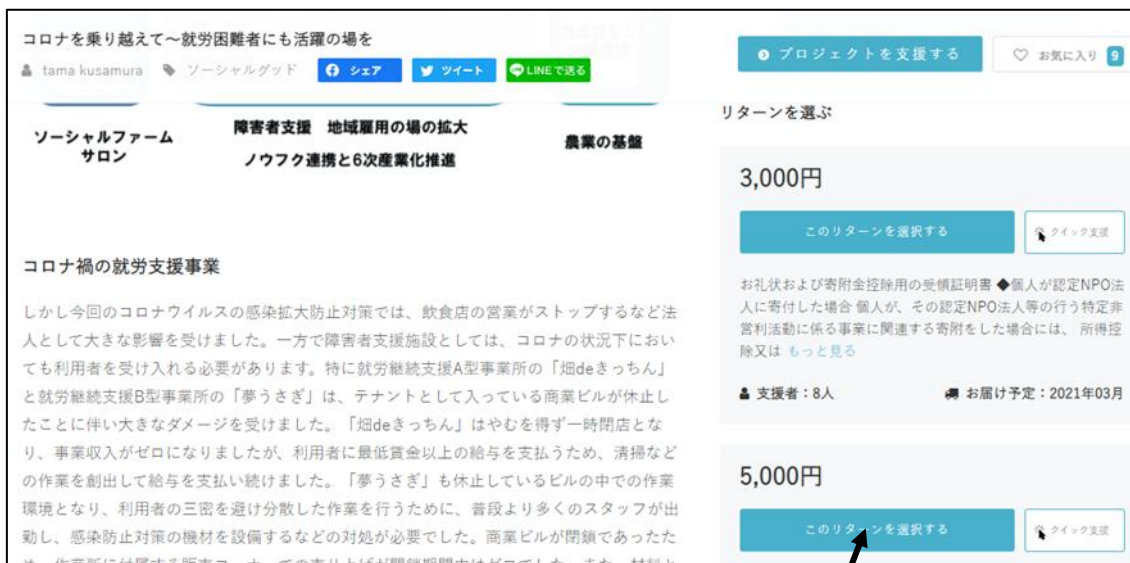 コロナを乗り越えて～就労困難者にも活躍の場を
tama kusamura ソーシャルグッド シェア ツイート LINEで送る
プロジェクトを支援する
お気に入り 9
ソーシャルファーム
サロン
障害者支援 地域雇用の場の拡大
ノウフク連携と6次産業化推進
農業の基盤
コロナ禍の就労支援事業
しかし今回のコロナウイルスの感染拡大防止対策では、飲食店の営業がストップするなど法
人として大きな影響を受けました。一方で障害者支援施設としては、コロナの状況下におい
ても利用者を受け入れる必要があります。特に就労継続支援A型事業所の「畑deきっちん」
と就労継続支援B型事業所の「夢うさぎ」は、テナントとして入っている商業ビルが休止し
たことに伴い大きなダメージを受けました。「畑deきっちん」はやむを得ず一時閉店とな
り、事業収入がゼロになりましたが、利用者に最低賃金以上の給与を支払うため、清掃など
の作業を創出して給与を支払い続けました。「夢うさぎ」も休止しているビルの中での作業
環境となり、利用者の三密を避け分散した作業を行うために、普段より多くのスタッフが出
勤し、感染防止対策の機材を設備するなどの対処が必要でした。商業ビルが閉鎖であったた
リターンを選ぶ
3,000円
このリターンを選択する
クイック支援
お礼状および寄附金控除用の受領証明書 ◆個人が認定NPO法
人に寄付した場合 個人が、その認定NPO法人等の行う特定非
営利活動に係る事業に関連する寄附をした場合には、 所得控
除又は もっと見る
支援者：8人
お届け予定：2021年03月
5,000円
このリターンを選択する
クイック支援